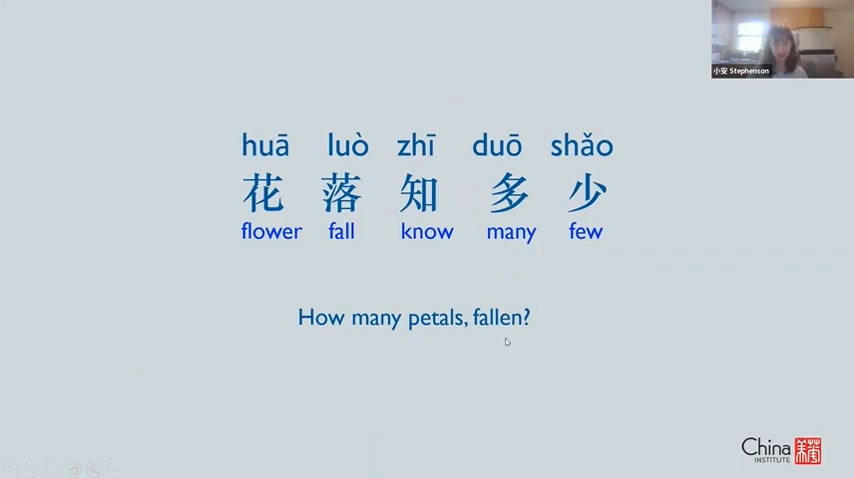 小安 Stephenson
huā luò zhī duō shǎo
花 落 知 多 少
flower fall know many few
How many petals, fallen?
China
INSTITUTE